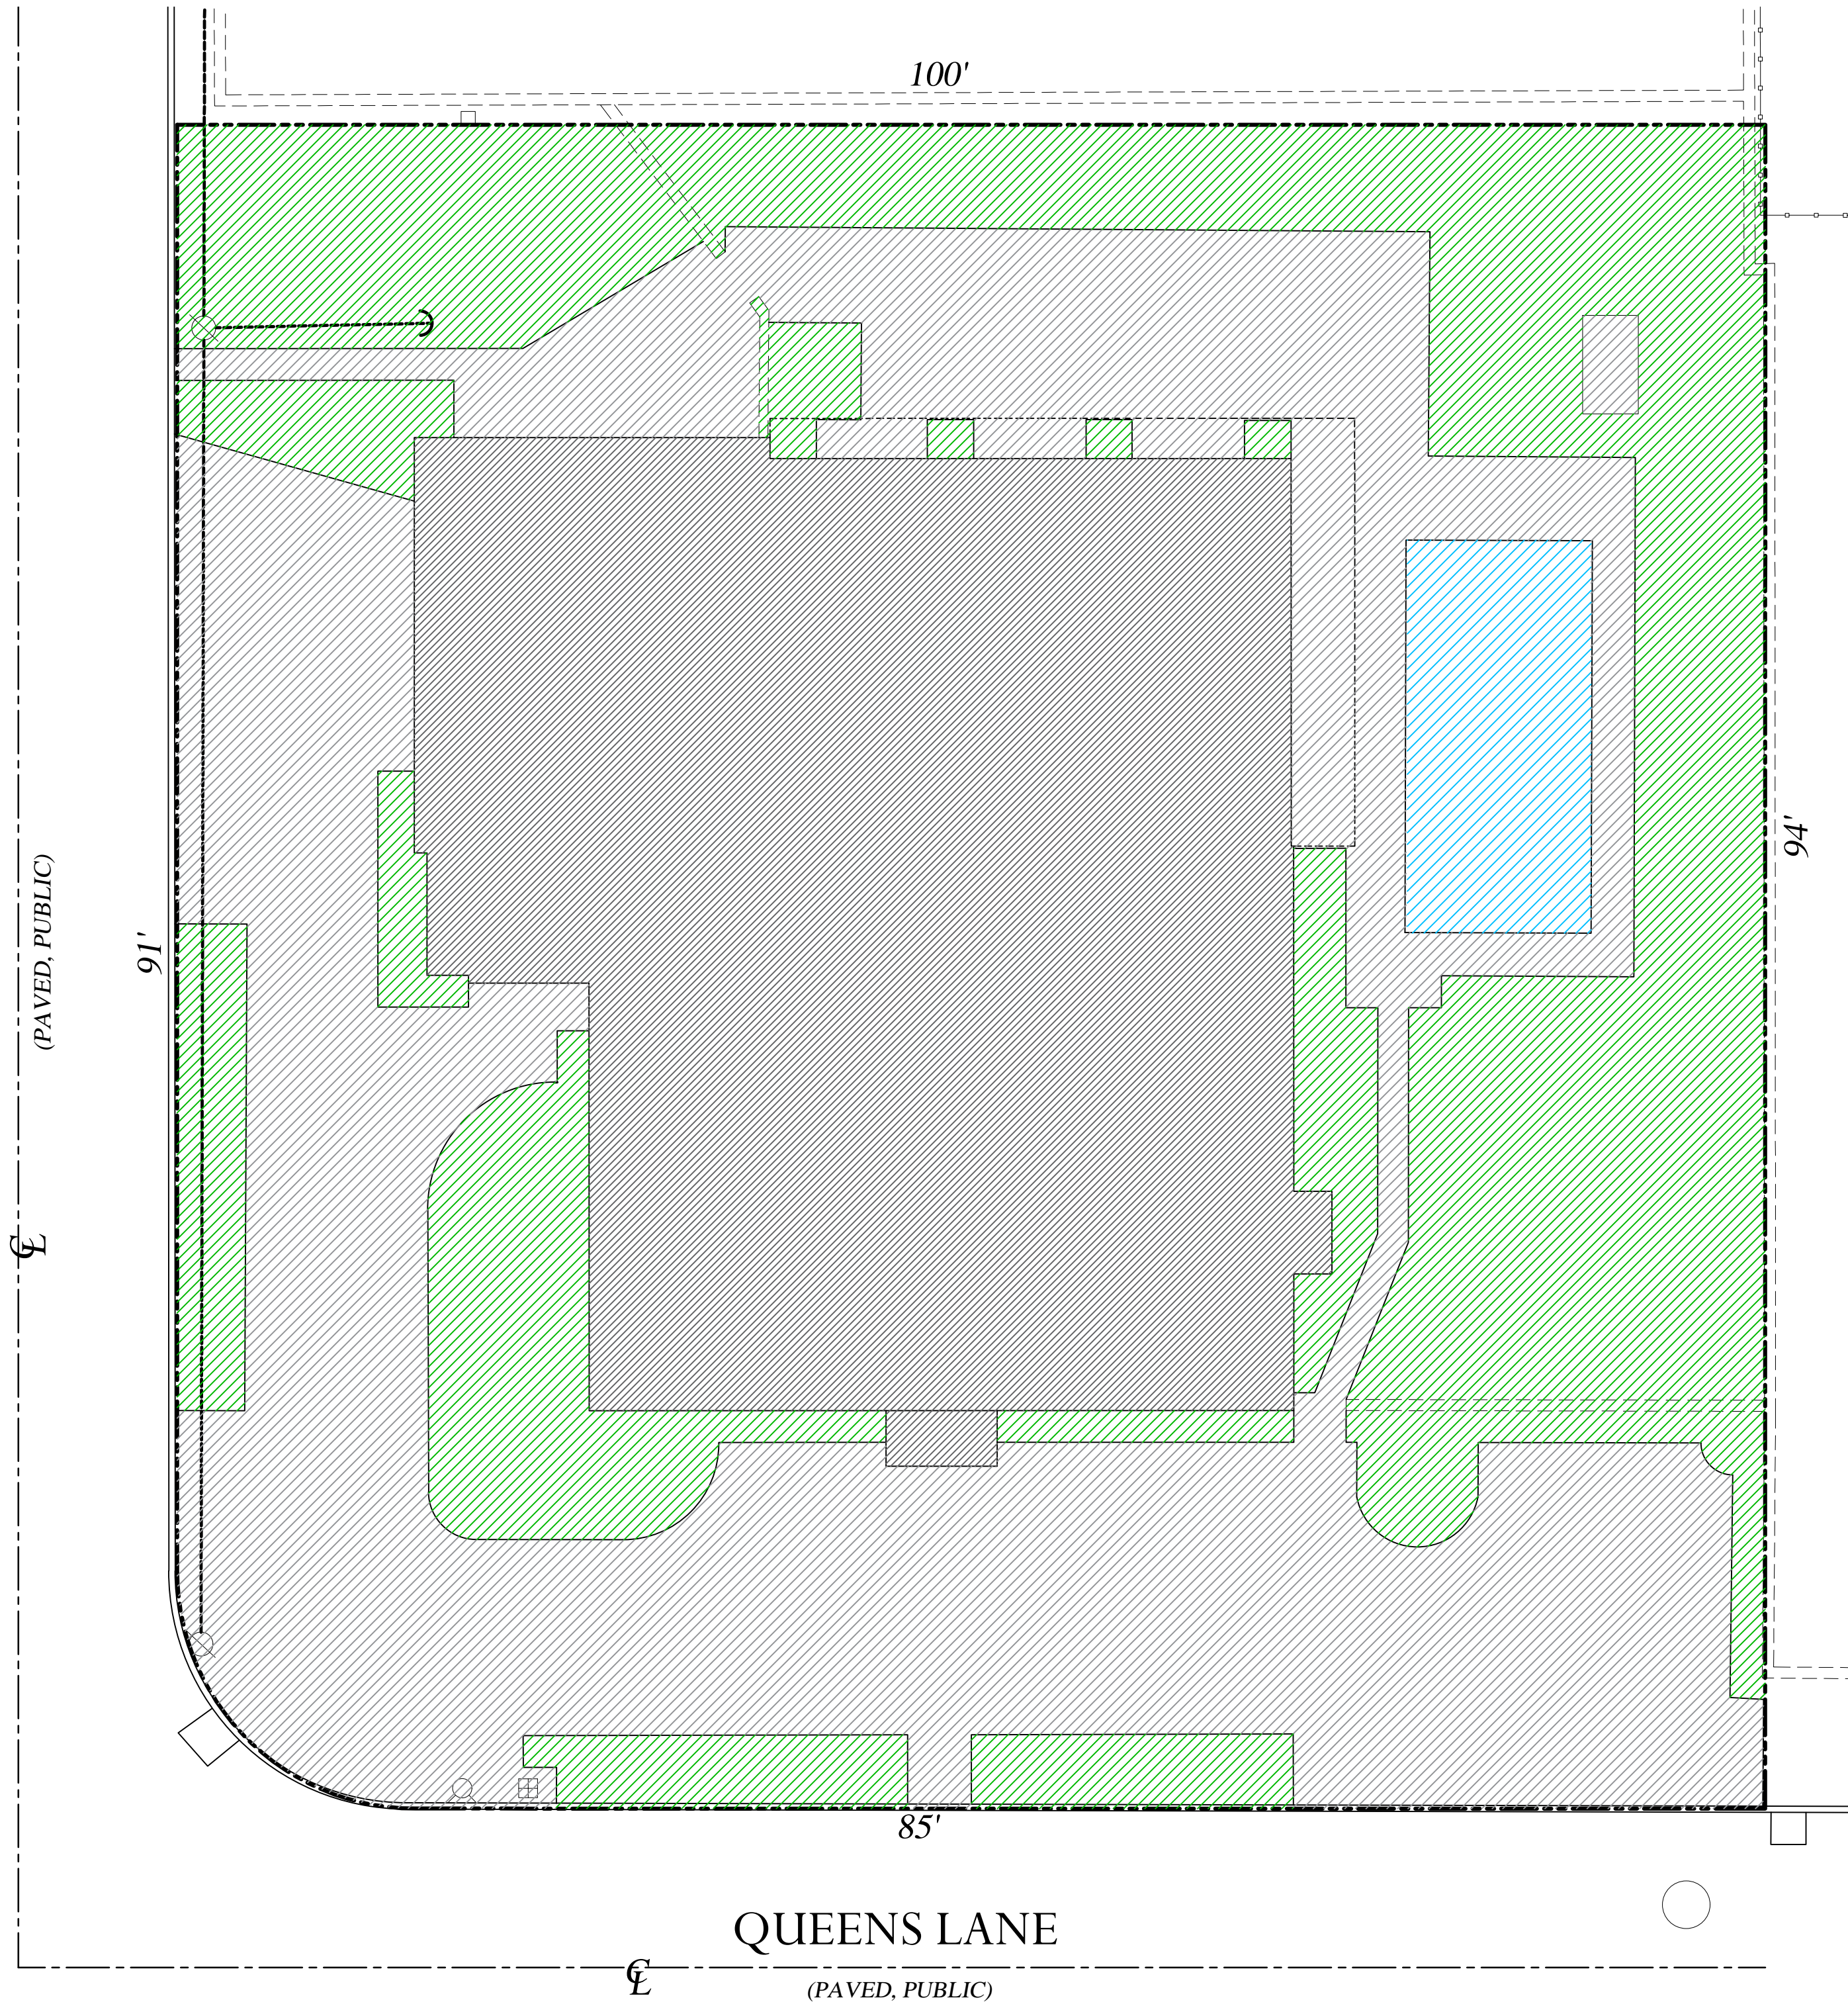 100'
(PAVED, PUBLIC)
91'
94'
℄
85'
QUEENS LANE
℄
(PAVED, PUBLIC)